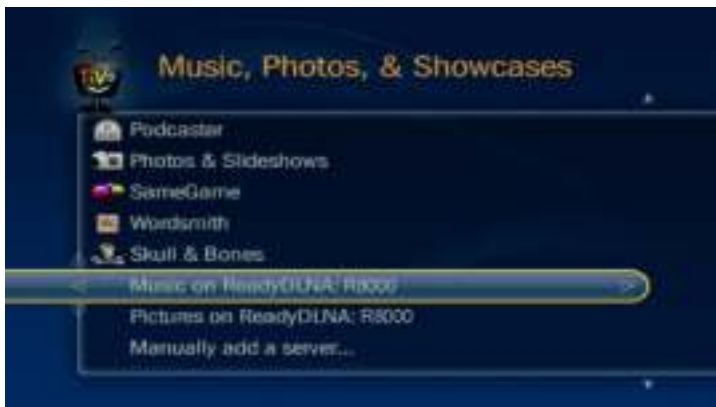 TiVo
Music, Photos, & Showcases
Podcaster
Photos & Slideshows
SameGame
Wordsmith
Skull & Bones
Music on ReadyDLNA: R8000
Pictures on ReadyDLNA: R8000
Manually add a server...